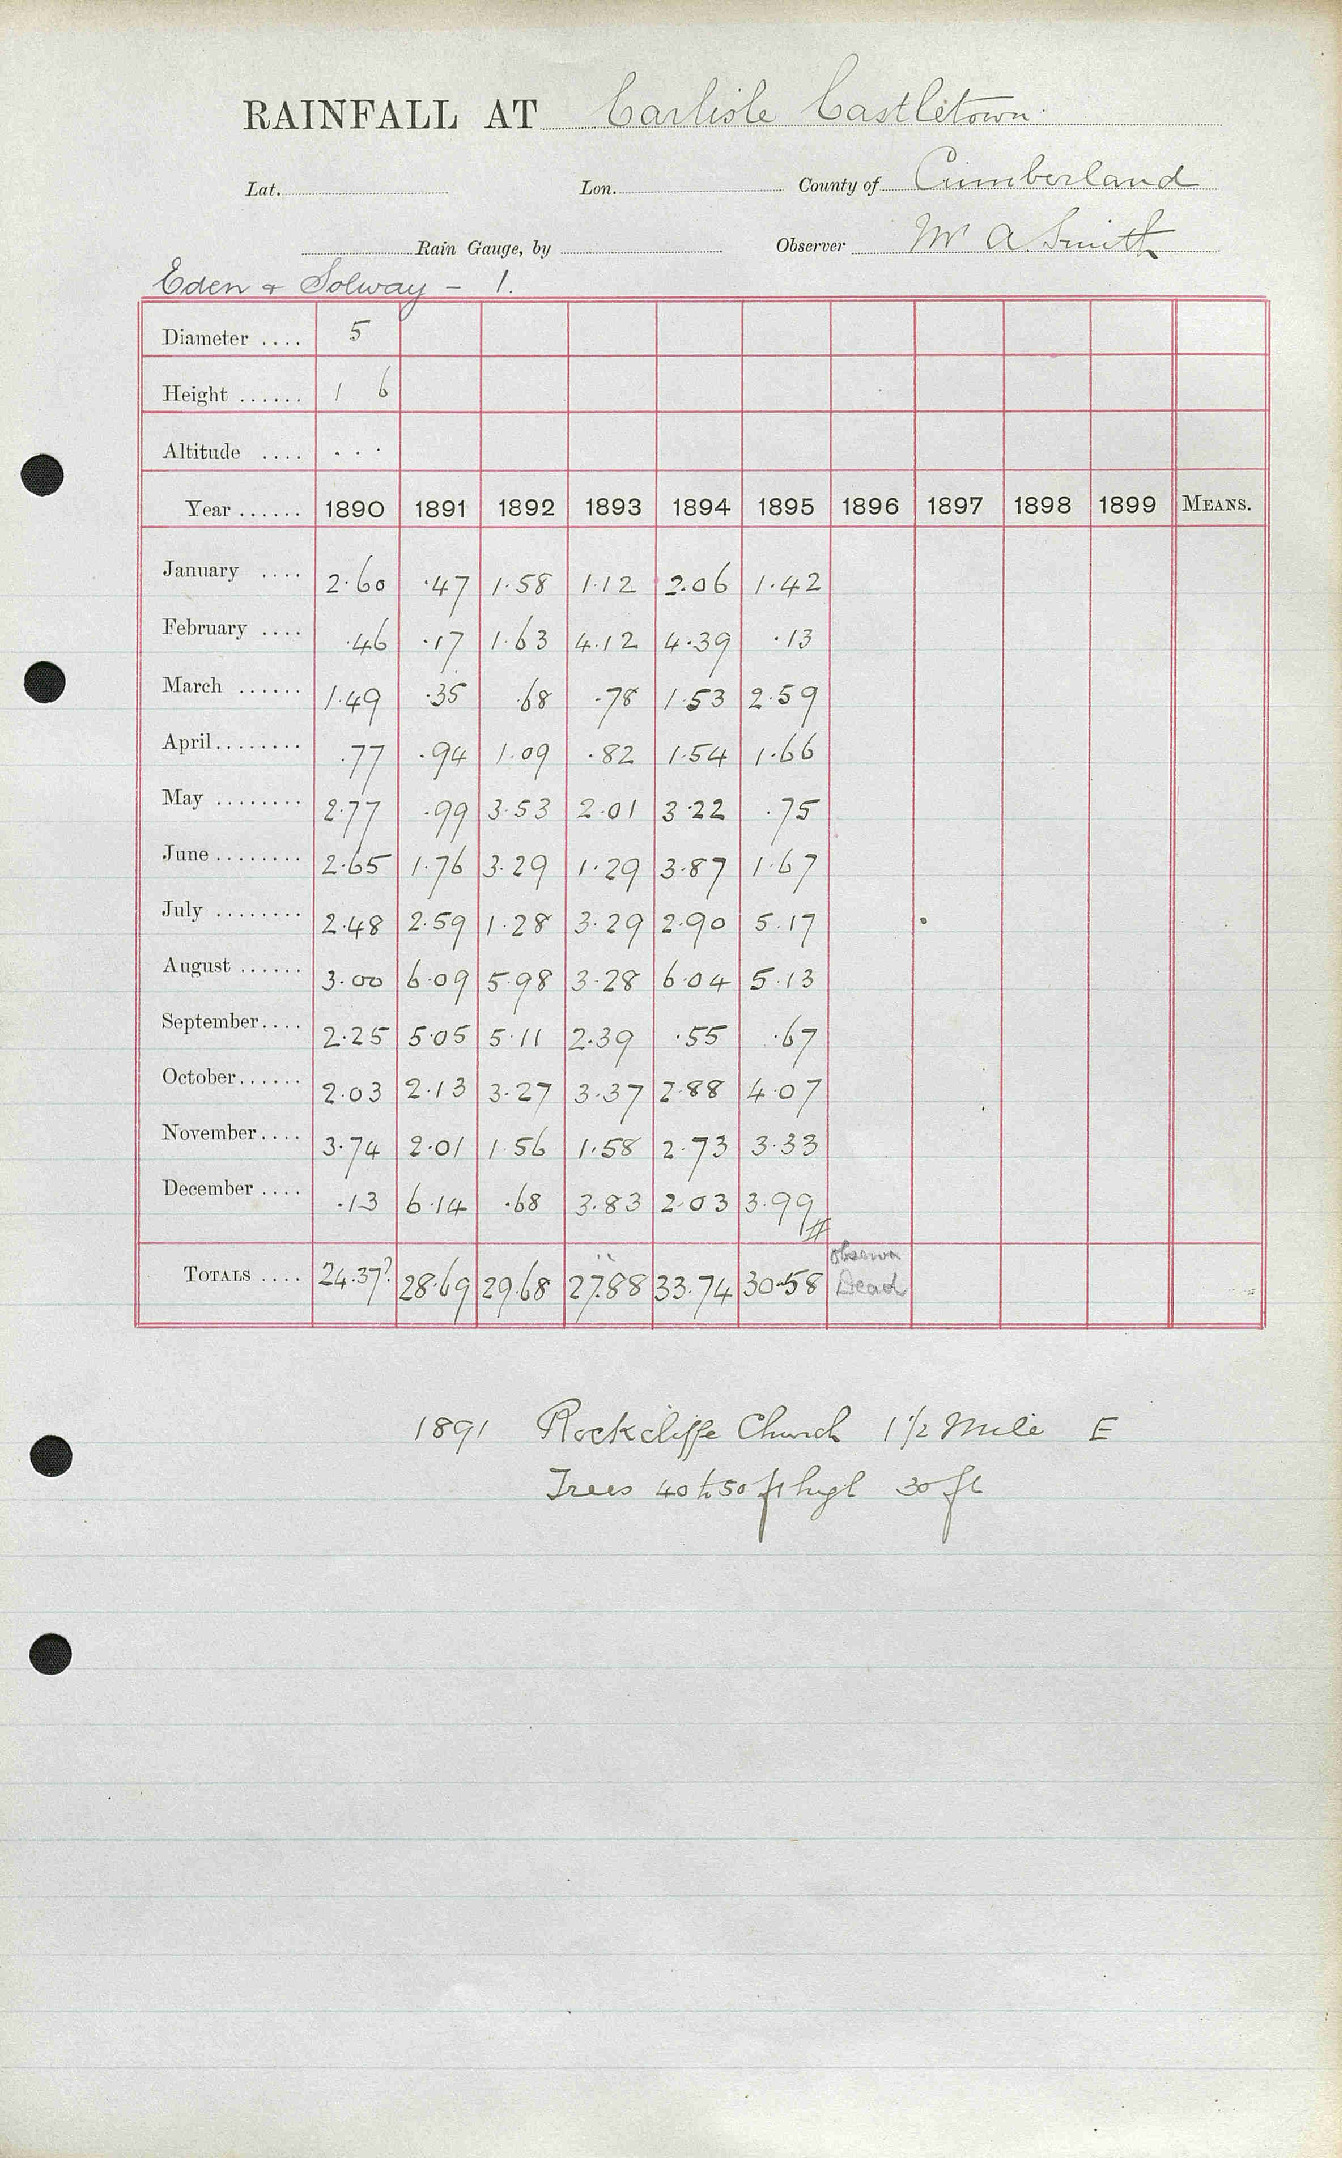 RAINFALL AT Carlisle Castletown
Lat. Lon. County of Cumberland
Rain Gauge, by Observer Mr A Smith
Eden & Solway - 1.
Diameter .... 5
Height ...... 1 6
Altitude .... . . .
Year ...... 1890 1891 1892 1893 1894 1895 1896 1897 1898 1899 MEANS.
January .... 2.60 .47 1.58 1.12 2.06 1.42
February .... .46 .17 1.63 4.12 4.39 .13
March ...... 1.49 .35 .68 .78 1.53 2.59
April........ .77 .94 1.09 .82 1.54 1.66
May ........ 2.77 .99 3.53 2.01 3.22 .75
June........ 2.65 1.76 3.29 1.29 3.87 1.67
July ........ 2.48 2.59 1.28 3.29 2.90 5.17
August ...... 3.00 6.09 5.98 3.28 6.04 5.13
September.... 2.25 5.05 5.11 2.39 .55 .67
October...... 2.03 2.13 3.27 3.37 2.88 4.07
November.... 3.74 2.01 1.56 1.58 2.73 3.33
December .... .13 6.14 .68 3.83 2.03 3.99
TOTALS .... 24.37? 28.69 29.68 27.88 33.74 30.58 Observer Dead
1891 Rockcliffe Church 1 1/2 Mile E
Trees 40 to 50 ft high 30 ft